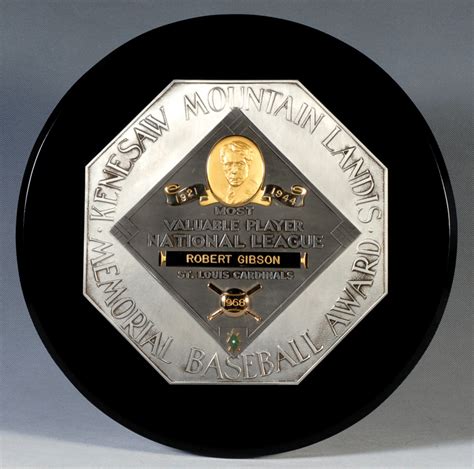 · KENESAW MOUNTAIN LANDIS ·
MEMORIAL BASEBALL AWARD
1921 1944
MOST
VALUABLE PLAYER
NATIONAL LEAGUE
ROBERT GIBSON
ST. LOUIS CARDINALS
1968